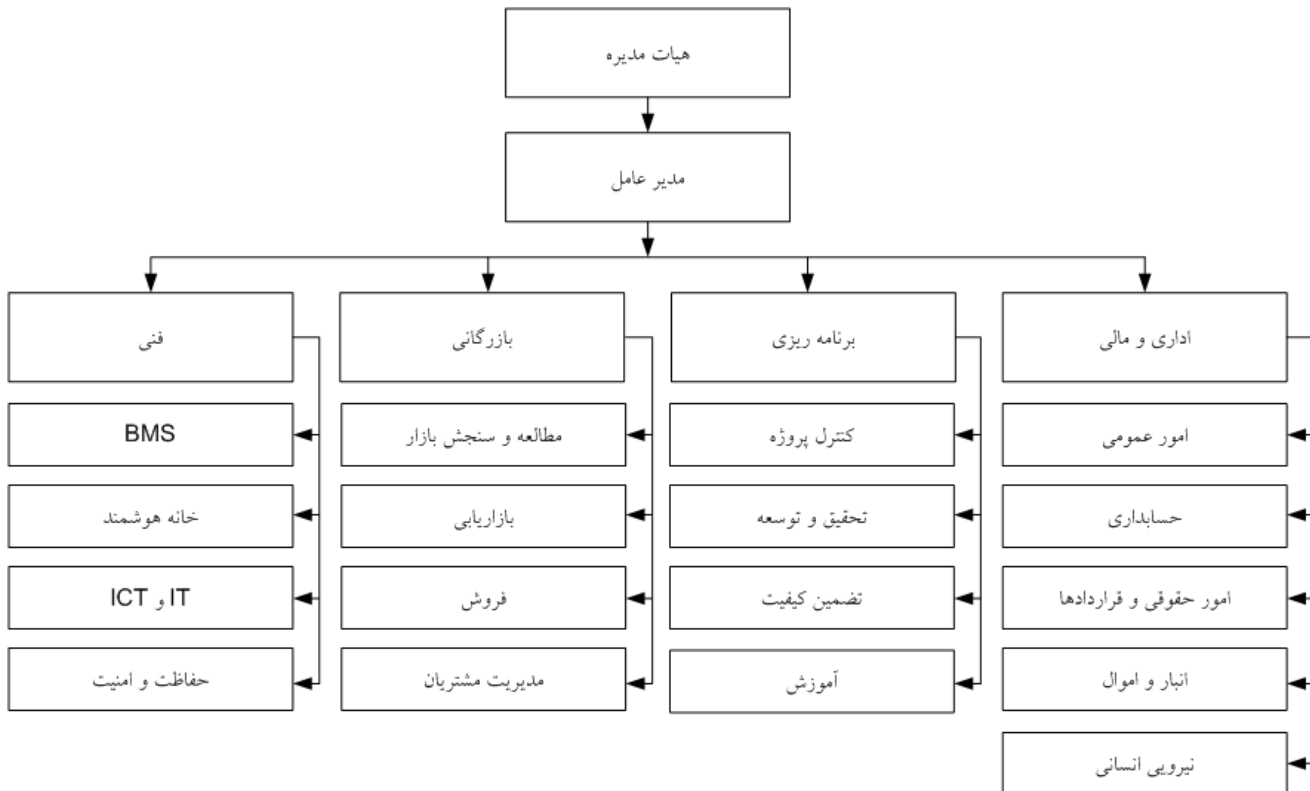 هیات مدیره
مدیر عامل
اداری و مالی
برنامه ریزی
بازرگانی
فنی
امور عمومی
کنترل پروژه
مطالعه و سنجش بازار
BMS
حسابداری
تحقیق و توسعه
بازاریابی
خانه هوشمند
امور حقوقی و قراردادها
تضمین کیفیت
فروش
IT و ICT
انبار و اموال
آموزش
مدیریت مشتریان
حفاظت و امنیت
نیرویی انسانی